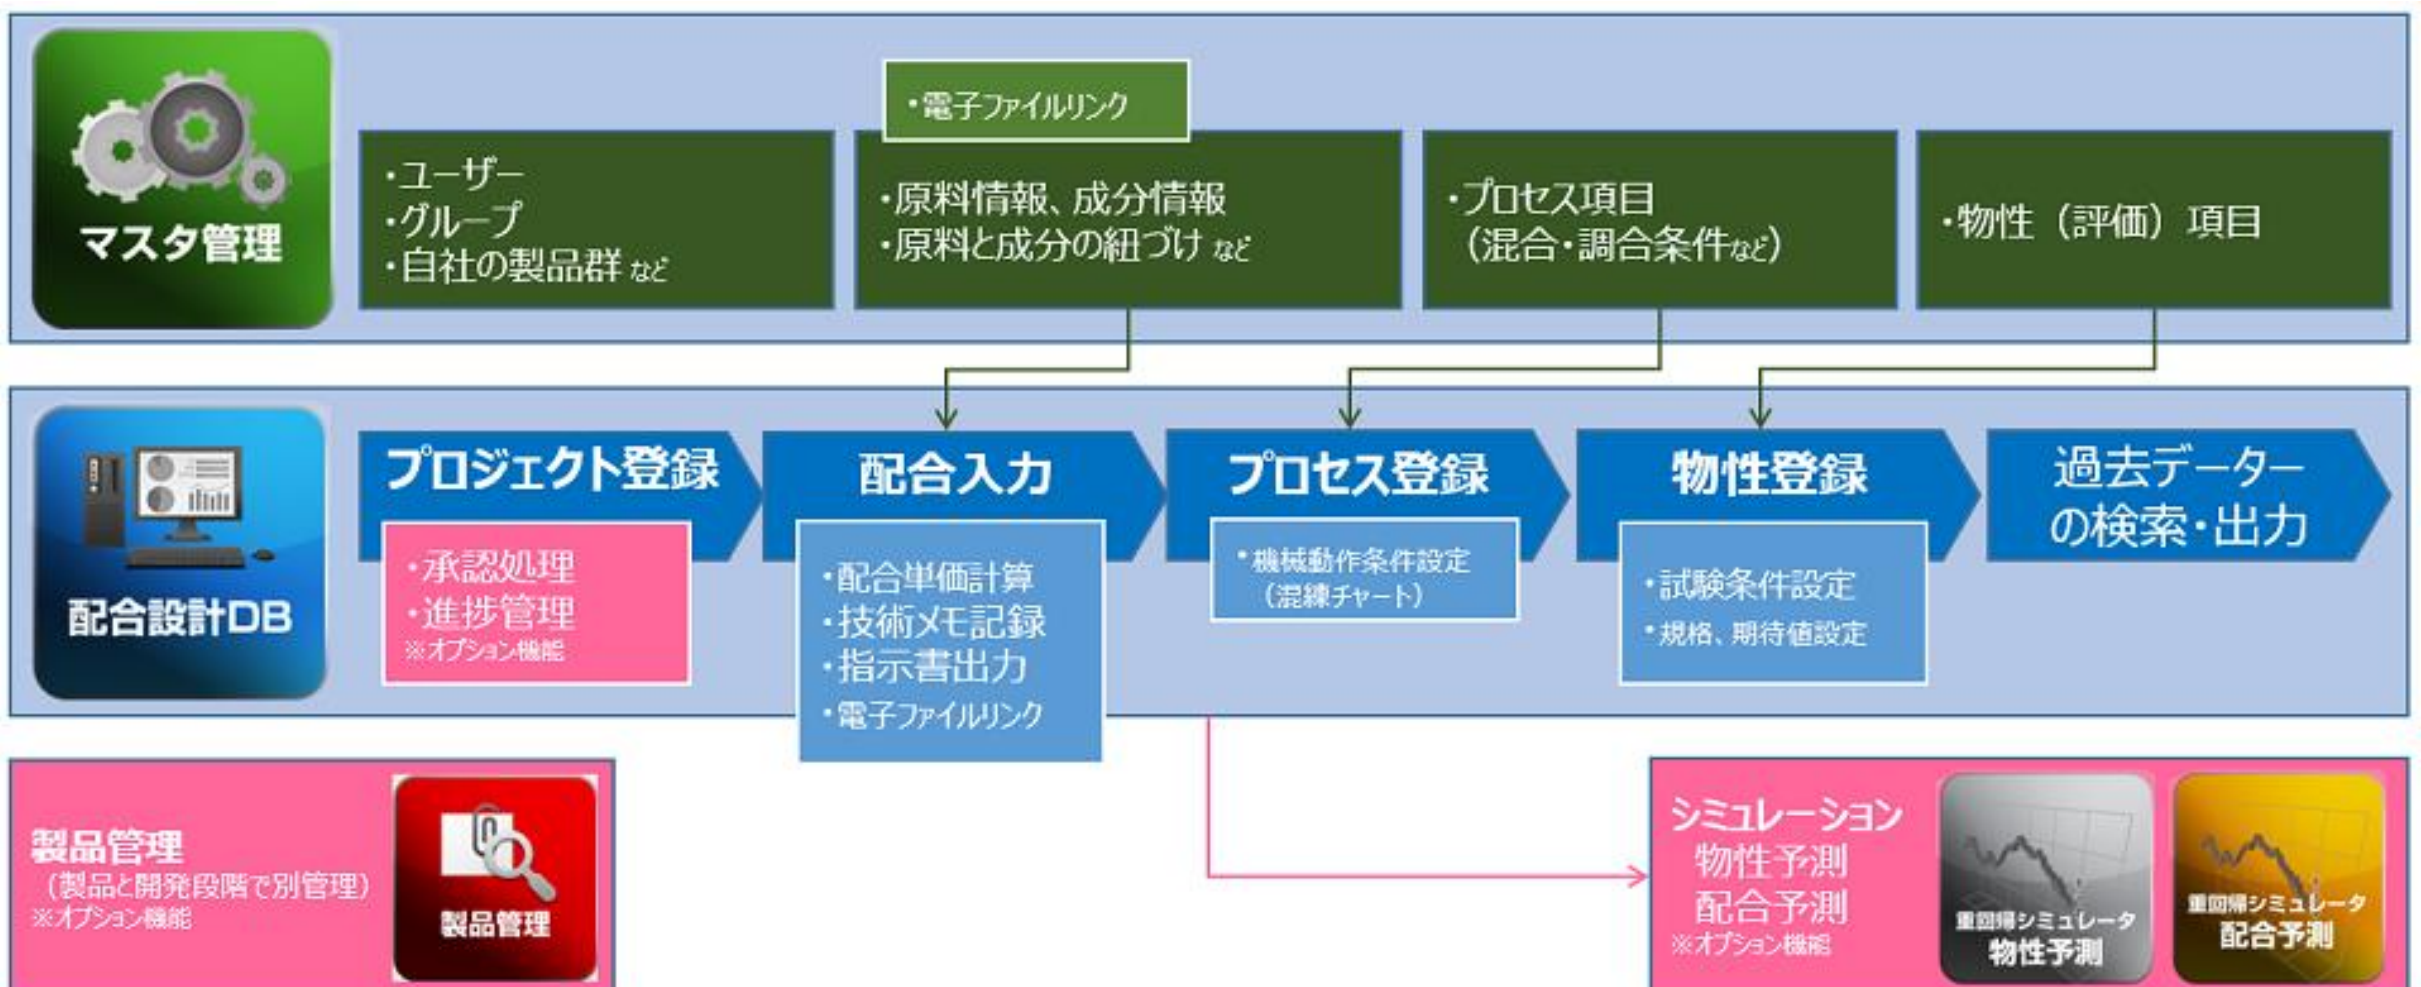 マスタ管理
・ユーザー
・グループ
・自社の製品群 など
・電子ファイルリンク
・原料情報、成分情報
・原料と成分の紐づけ など
・プロセス項目
（混合・調合条件など）
・物性（評価）項目
配合設計DB
プロジェクト登録
・承認処理
・進捗管理
※オプション機能
配合入力
・配合単価計算
・技術メモ記録
・指示書出力
・電子ファイルリンク
プロセス登録
・機械動作条件設定
（混練チャート）
物性登録
・試験条件設定
・規格、期待値設定
過去データー
の検索・出力
製品管理
（製品と開発段階で別管理）
※オプション機能
製品管理
シミュレーション
物性予測
配合予測
※オプション機能
重回帰シミュレータ
物性予測
重回帰シミュレータ
配合予測